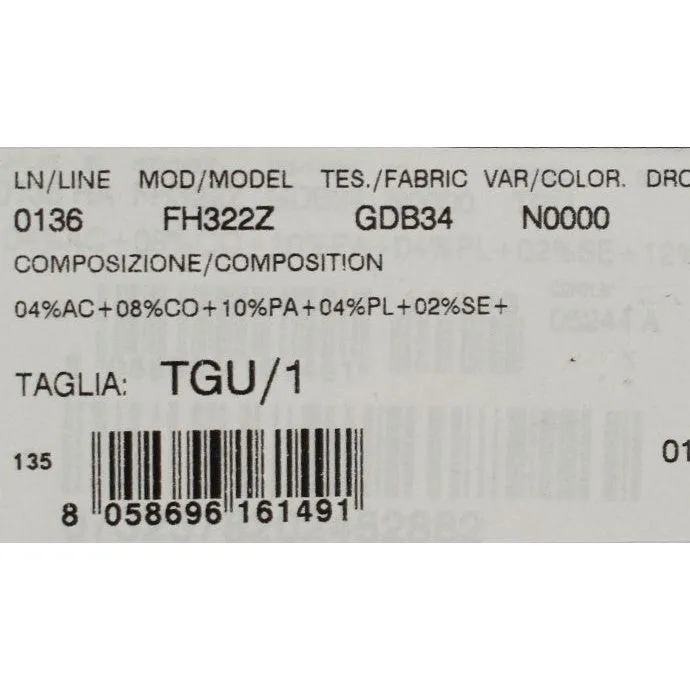 LN/LINE MOD/MODEL TES./FABRIC VAR/COLOR. DRO
0136 FH322Z GDB34 N0000
COMPOSIZIONE/COMPOSITION
04%AC+08%CO+10%PA+04%PL+02%SE+
TAGLIA: TGU/1
135
01
8 058696 161491